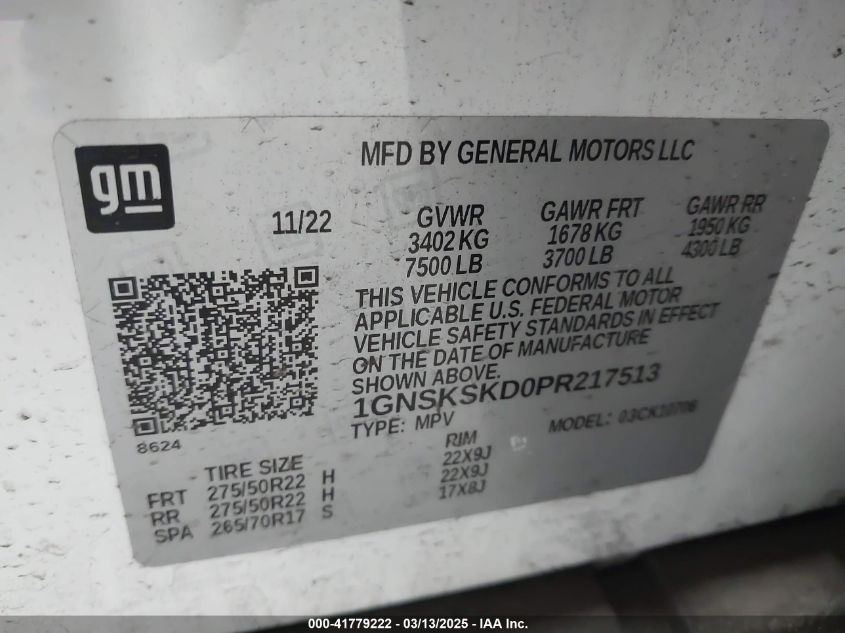 MFD BY GENERAL MOTORS LLC
gm
11/22
GVWR
3402 KG
7500 LB
GAWR FRT
1678 KG
3700 LB
GAWR RR
1950 KG
4300 LB
THIS VEHICLE CONFORMS TO ALL
APPLICABLE U.S. FEDERAL MOTOR
VEHICLE SAFETY STANDARDS IN EFFECT
ON THE DATE OF MANUFACTURE
SHOWN ABOVE.
1GNSKSKD0PR217513
TYPE: MPV
MODEL: 03CK10706
8624
TIRE SIZE
RIM
FRT 275/50R22 H 22X9J
RR 275/50R22 H 22X9J
SPA 265/70R17 S 17X8J
000-41779222 - 03/13/2025 - IAA Inc.